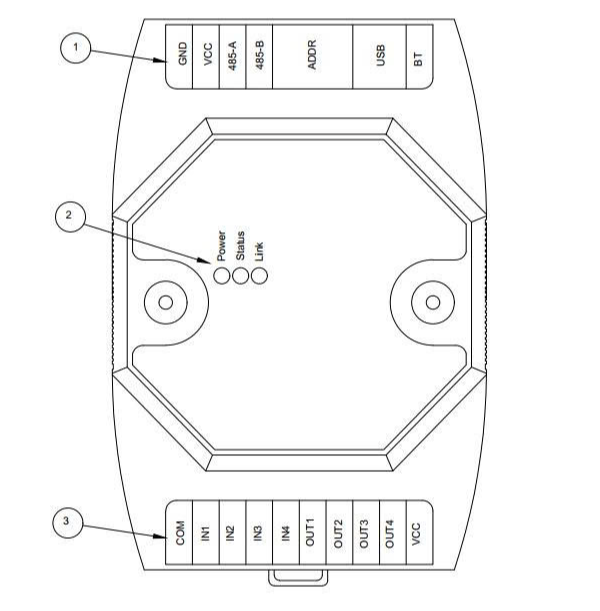 1
GND
VCC
485-A
485-B
ADDR
USB
BT
2
Power
Status
Link
3
COM
IN1
IN2
IN3
IN4
OUT1
OUT2
OUT3
OUT4
VCC